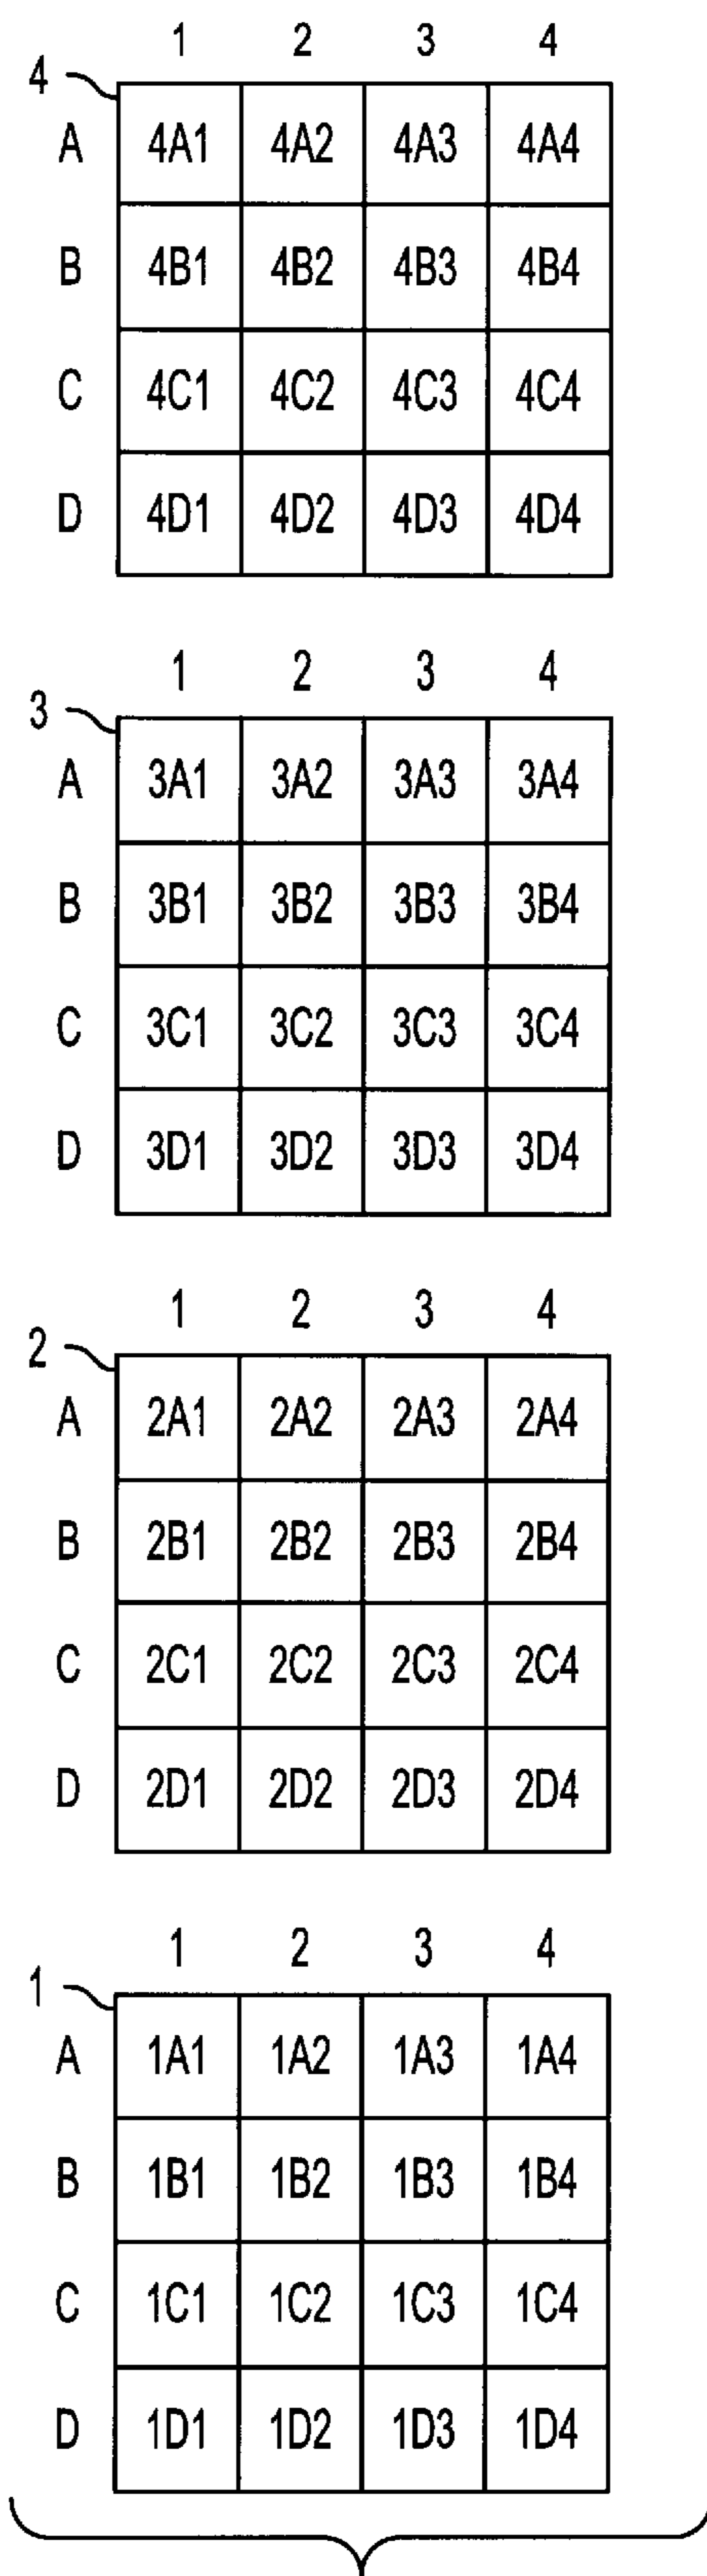 1 2 3 4
4
A 4A1 4A2 4A3 4A4
B 4B1 4B2 4B3 4B4
C 4C1 4C2 4C3 4C4
D 4D1 4D2 4D3 4D4
1 2 3 4
3
A 3A1 3A2 3A3 3A4
B 3B1 3B2 3B3 3B4
C 3C1 3C2 3C3 3C4
D 3D1 3D2 3D3 3D4
1 2 3 4
2
A 2A1 2A2 2A3 2A4
B 2B1 2B2 2B3 2B4
C 2C1 2C2 2C3 2C4
D 2D1 2D2 2D3 2D4
1 2 3 4
1
A 1A1 1A2 1A3 1A4
B 1B1 1B2 1B3 1B4
C 1C1 1C2 1C3 1C4
D 1D1 1D2 1D3 1D4